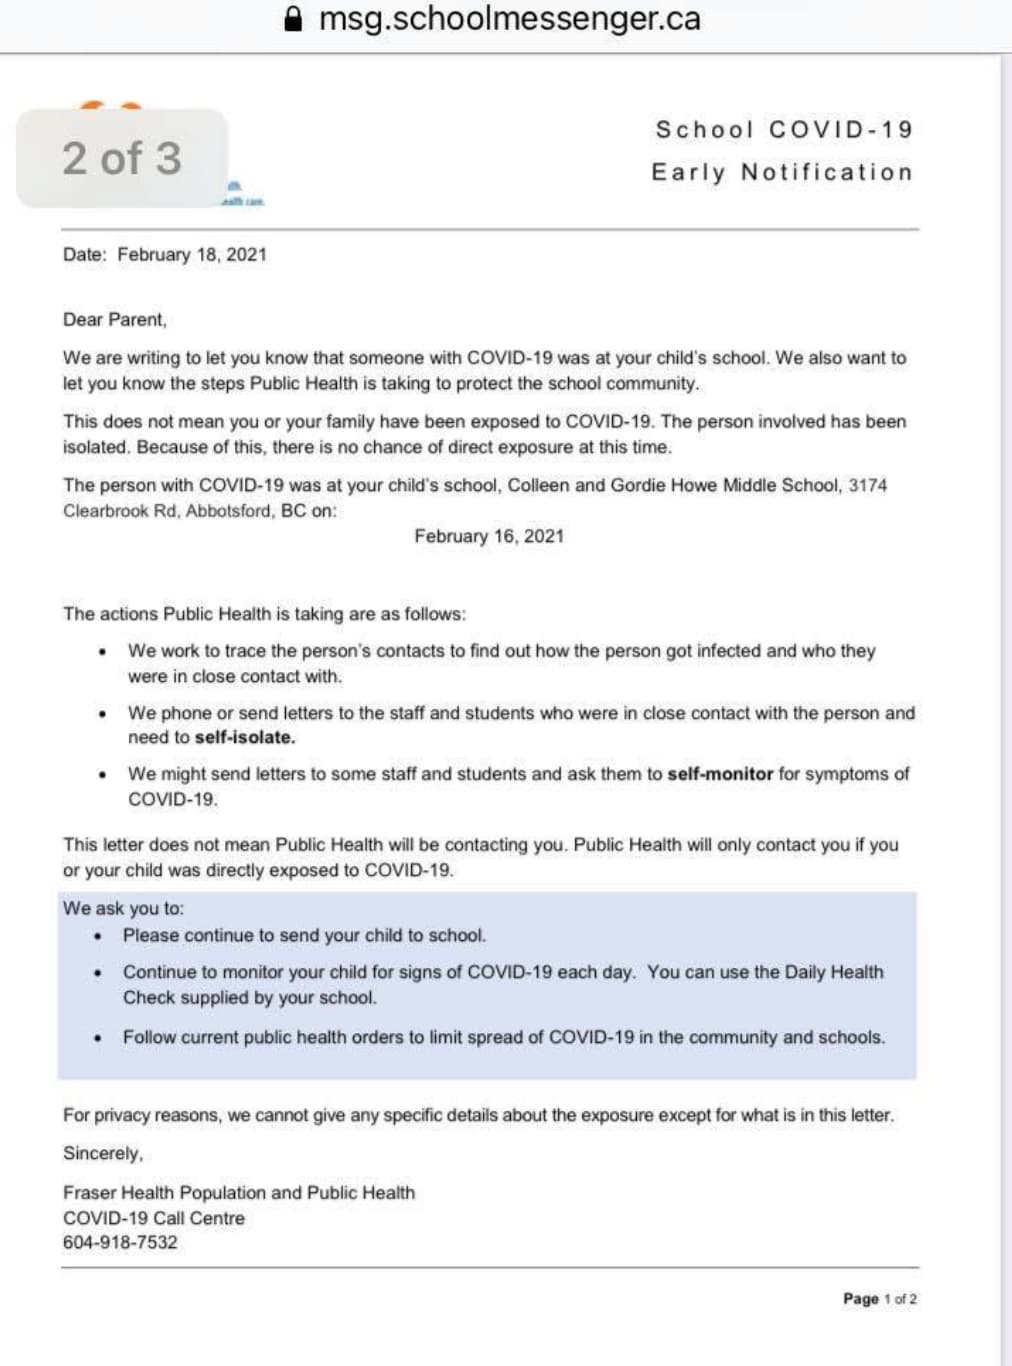 msg.schoolmessenger.ca
2 of 3
School COVID-19
Early Notification
Date: February 18, 2021
Dear Parent,
We are writing to let you know that someone with COVID-19 was at your child's school. We also want to
let you know the steps Public Health is taking to protect the school community.
This does not mean you or your family have been exposed to COVID-19. The person involved has been
isolated. Because of this, there is no chance of direct exposure at this time.
The person with COVID-19 was at your child's school, Colleen and Gordie Howe Middle School, 3174
Clearbrook Rd, Abbotsford, BC on:
February 16, 2021
The actions Public Health is taking are as follows:
• We work to trace the person's contacts to find out how the person got infected and who they
were in close contact with.
• We phone or send letters to the staff and students who were in close contact with the person and
need to self-isolate.
• We might send letters to some staff and students and ask them to self-monitor for symptoms of
COVID-19.
This letter does not mean Public Health will be contacting you. Public Health will only contact you if you
or your child was directly exposed to COVID-19.
We ask you to:
• Please continue to send your child to school.
• Continue to monitor your child for signs of COVID-19 each day. You can use the Daily Health
Check supplied by your school.
• Follow current public health orders to limit spread of COVID-19 in the community and schools.
For privacy reasons, we cannot give any specific details about the exposure except for what is in this letter.
Sincerely,
Fraser Health Population and Public Health
COVID-19 Call Centre
604-918-7532
Page 1 of 2